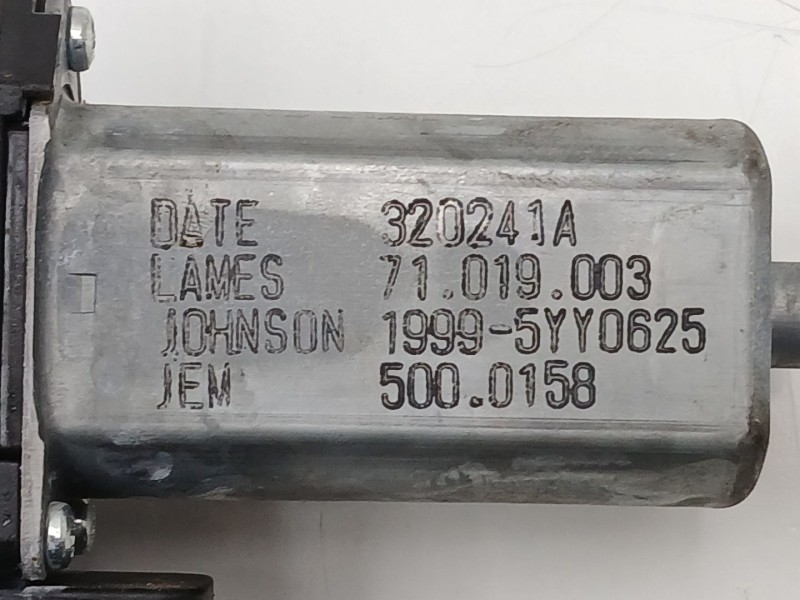 DATE 320241A
LAMES 71.019.003
JOHNSON 1999-5YY0625
JEM 500.0158